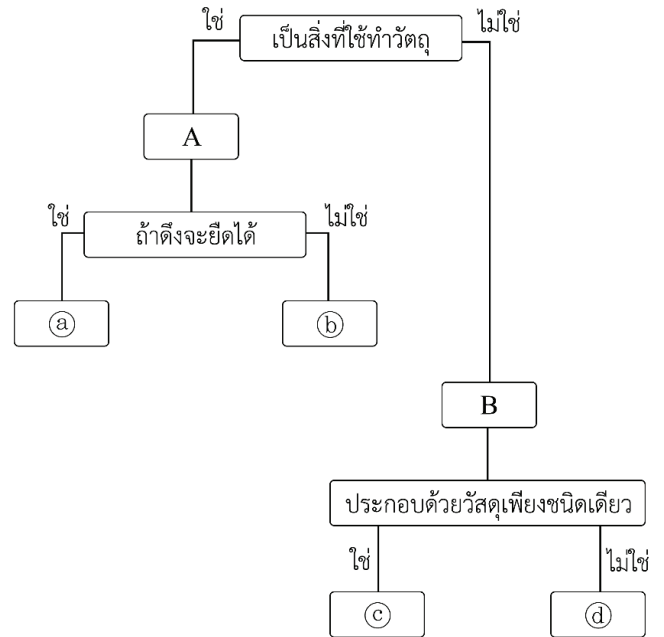 เป็นสิ่งที่ใช้ทำวัตถุ
ใช่
ไม่ใช่
A
ถ้าดึงจะยืดได้
ใช่
ไม่ใช่
ⓐ
ⓑ
B
ประกอบด้วยวัสดุเพียงชนิดเดียว
ใช่
ไม่ใช่
ⓒ
ⓓ